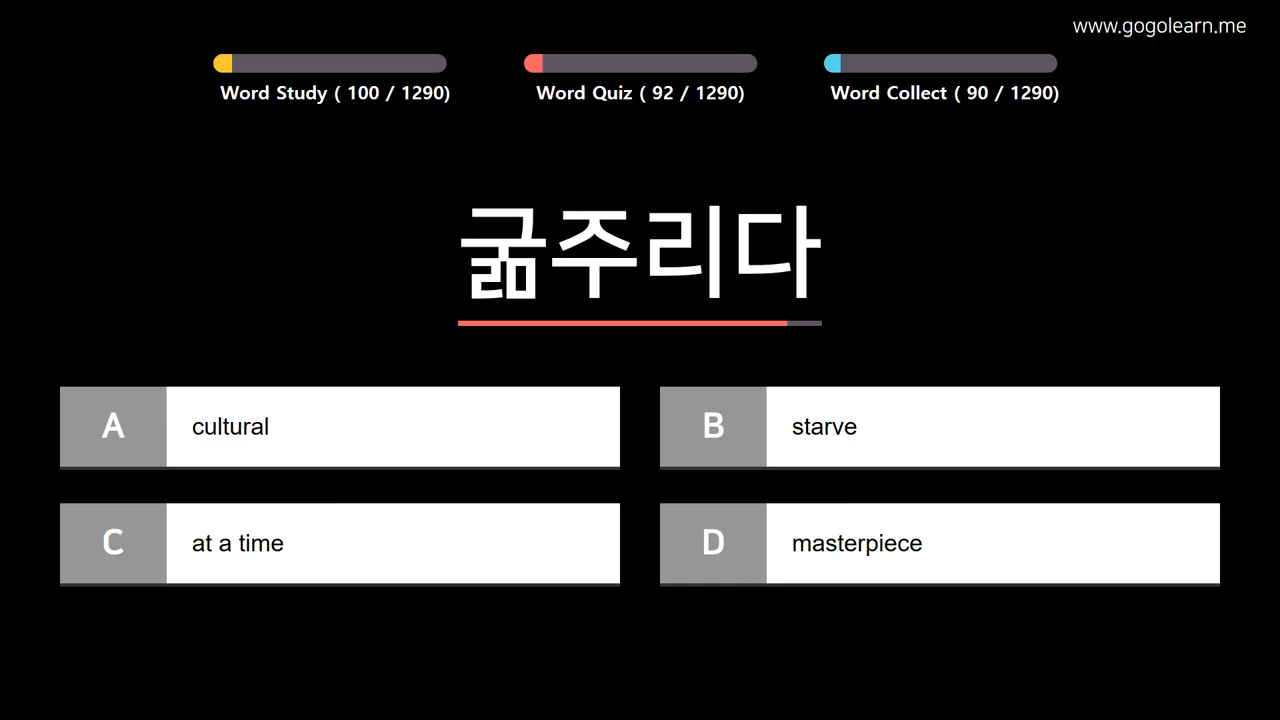 www.gogolearn.me
Word Study ( 100 / 1290)
Word Quiz ( 92 / 1290)
Word Collect ( 90 / 1290)
굶주리다
A cultural
B starve
C at a time
D masterpiece